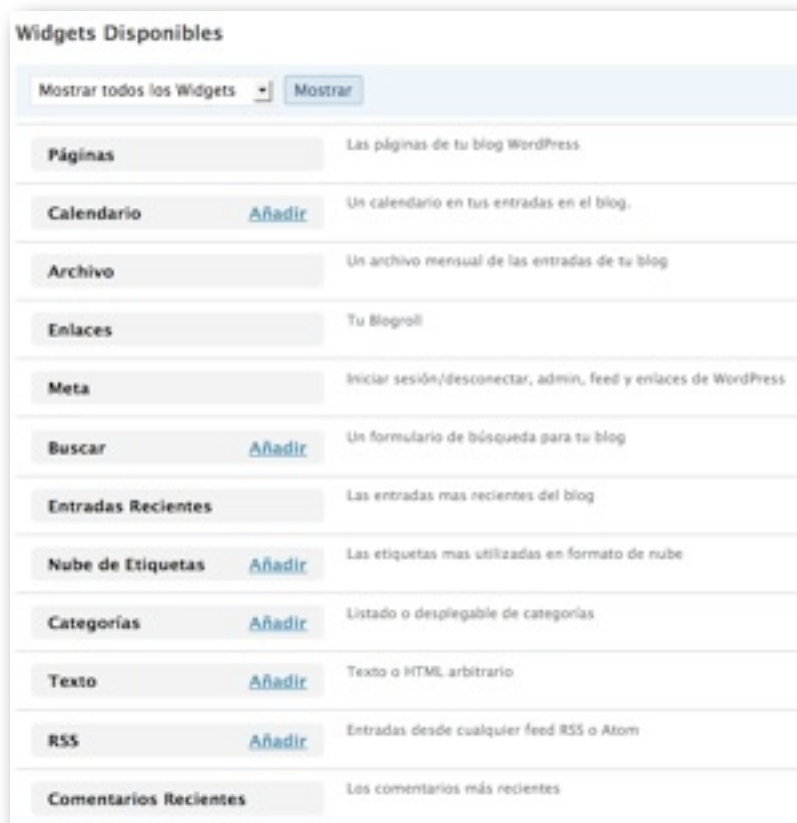 Widgets Disponibles
Mostrar todos los Widgets Mostrar
Páginas Las páginas de tu blog WordPress
Calendario Añadir Un calendario en tus entradas en el blog.
Archivo Un archivo mensual de las entradas de tu blog
Enlaces Tu Blogroll
Meta Iniciar sesión/desconectar, admin, feed y enlaces de WordPress
Buscar Añadir Un formulario de búsqueda para tu blog
Entradas Recientes Las entradas mas recientes del blog
Nube de Etiquetas Añadir Las etiquetas mas utilizadas en formato de nube
Categorías Añadir Listado o desplegable de categorías
Texto Añadir Texto o HTML arbitrario
RSS Añadir Entradas desde cualquier feed RSS o Atom
Comentarios Recientes Los comentarios más recientes